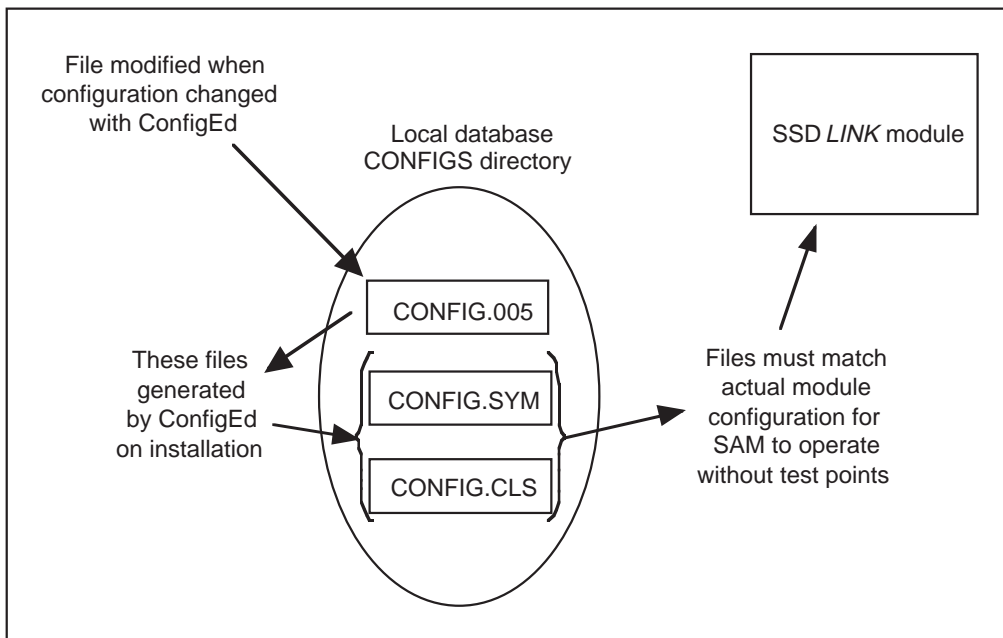 File modified when
configuration changed
with ConfigEd
Local database
CONFIGS directory
SSD LINK module
CONFIG.005
These files
generated
by ConfigEd
on installation
CONFIG.SYM
CONFIG.CLS
Files must match
actual module
configuration for
SAM to operate
without test points